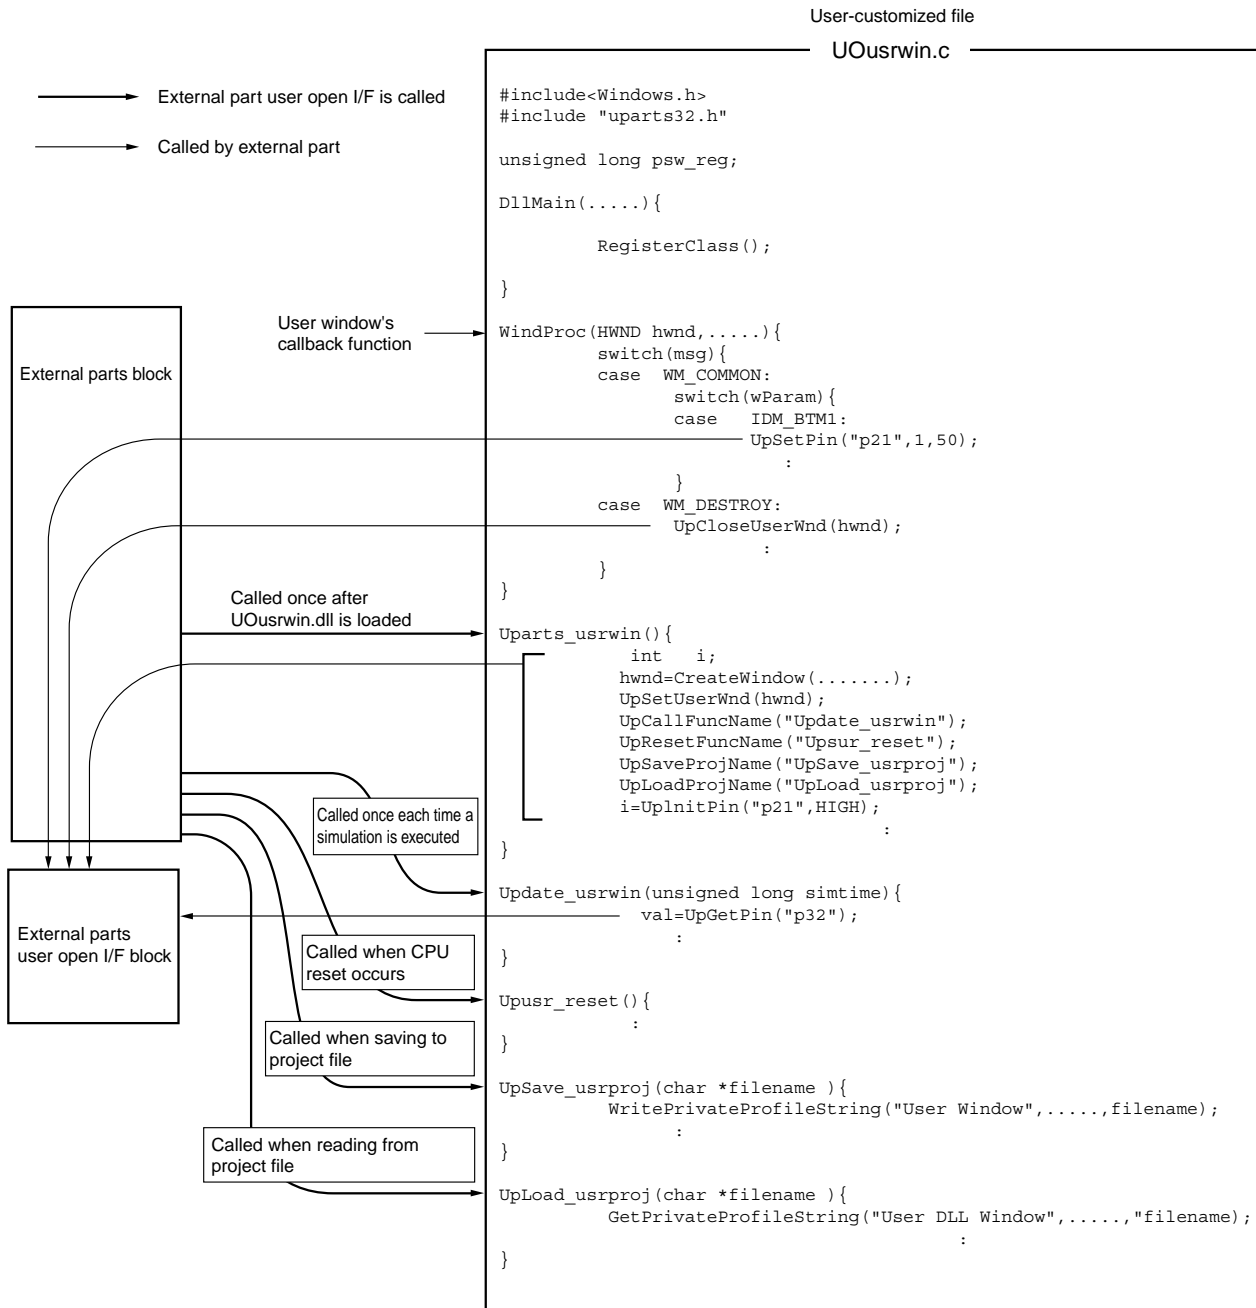 User-customized file
UOusrwin.c
External part user open I/F is called
Called by external part
#include<Windows.h>
#include "uparts32.h"
unsigned long psw_reg;
DllMain(.....){
RegisterClass();
}
User window's
callback function
WindProc(HWND hwnd,.....){
switch(msg){
case WM_COMMON:
switch(wParam){
case IDM_BTM1:
UpSetPin("p21",1,50);
:
}
case WM_DESTROY:
UpCloseUserWnd(hwnd);
:
}
}
External parts block
Called once after
UOusrwin.dll is loaded
Uparts_usrwin(){
int i;
hwnd=CreateWindow(.......);
UpSetUserWnd(hwnd);
UpCallFuncName("Update_usrwin");
UpResetFuncName("Upsur_reset");
UpSaveProjName("UpSave_usrproj");
UpLoadProjName("UpLoad_usrproj");
i=UplnitPin("p21",HIGH);
:
}
Called once each time a
simulation is executed
Update_usrwin(unsigned long simtime){
val=UpGetPin("p32");
:
}
External parts
user open I/F block
Called when CPU
reset occurs
Upusr_reset(){
:
}
Called when saving to
project file
UpSave_usrproj(char *filename ){
WritePrivateProfileString("User Window",.....,filename);
:
}
Called when reading from
project file
UpLoad_usrproj(char *filename ){
GetPrivateProfileString("User DLL Window",.....,"filename);
:
}